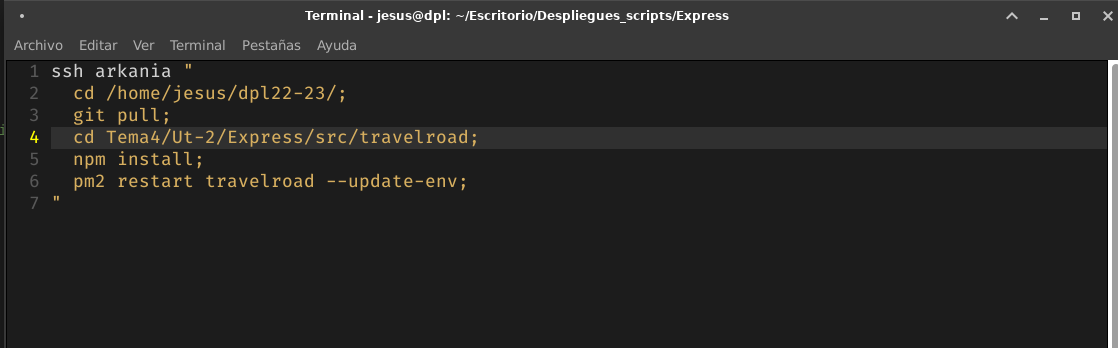 Terminal - jesus@dpl: ~/Escritorio/Despliegues_scripts/Express
Archivo Editar Ver Terminal Pestañas Ayuda
1 ssh arkania "
2 cd /home/jesus/dpl22-23/;
3 git pull;
4 cd Tema4/Ut-2/Express/src/travelroad;
5 npm install;
6 pm2 restart travelroad --update-env;
7 "